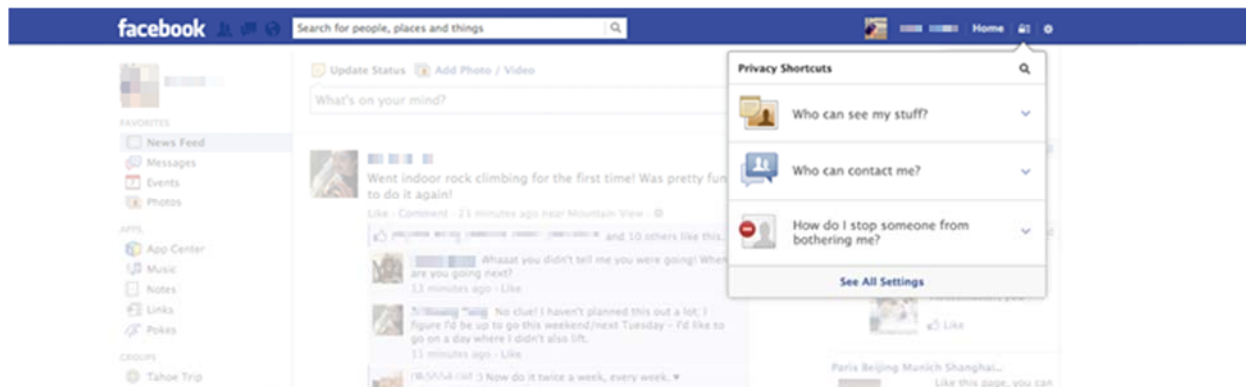 facebook
Search for people, places and things
Home
Update Status
Add Photo / Video
What's on your mind?
Privacy Shortcuts
Who can see my stuff?
Who can contact me?
How do I stop someone from
bothering me?
See All Settings
FAVORITES
News Feed
Messages
Events
Photos
APPS
App Center
Music
Notes
Links
Pokes
GROUPS
Tahoe Trip
Went indoor rock climbing for the first time! Was pretty fun
to do it again!
Like · Comment · 21 minutes ago near Mountain View ·
and 10 others like this.
Whaaat you didn't tell me you were going! When
are you going next?
13 minutes ago · Like
No clue! I haven't planned this out a lot; I
figure I'd be up to go this weekend/next Tuesday – I'd like to
go on a day where I didn't also lift.
11 minutes ago · Like
:) Now do it twice a week, every week. ♥
you
Like
Paris Beijing Munich Shanghai...
Like this page, you can